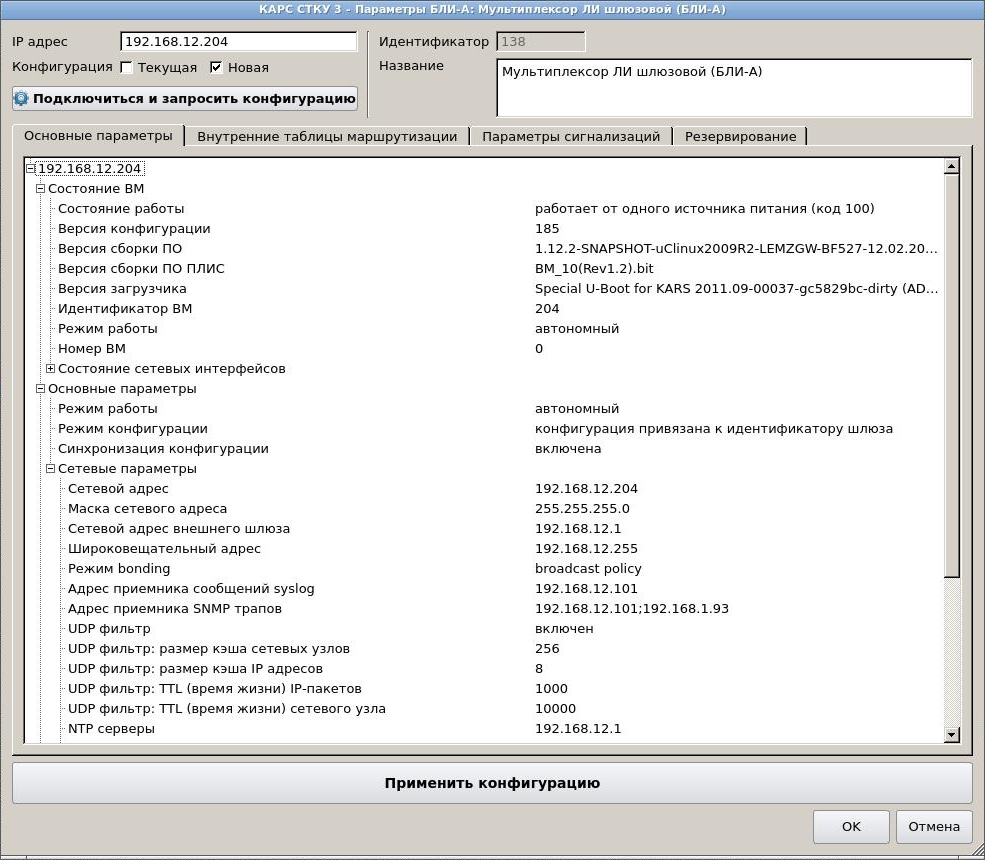 КАРС СТКУ 3 - Параметры БЛИ-А: Мультиплексор ЛИ шлюзовой (БЛИ-А)
IP адрес 192.168.12.204 Идентификатор 138
Конфигурация Текущая Новая Название Мультиплексор ЛИ шлюзовой (БЛИ-А)
Подключиться и запросить конфигурацию
Основные параметры Внутренние таблицы маршрутизации Параметры сигнализаций Резервирование
192.168.12.204
Состояние ВМ
Состояние работы работает от одного источника питания (код 100)
Версия конфигурации 185
Версия сборки ПО 1.12.2-SNAPSHOT-uClinux2009R2-LEMZGW-BF527-12.02.20...
Версия сборки ПО ПЛИС BM_10(Rev1.2).bit
Версия загрузчика Special U-Boot for KARS 2011.09-00037-gc5829bc-dirty (AD...
Идентификатор ВМ 204
Режим работы автономный
Номер ВМ 0
Состояние сетевых интерфейсов
Основные параметры
Режим работы автономный
Режим конфигурации конфигурация привязана к идентификатору шлюза
Синхронизация конфигурации включена
Сетевые параметры
Сетевой адрес 192.168.12.204
Маска сетевого адреса 255.255.255.0
Сетевой адрес внешнего шлюза 192.168.12.1
Широковещательный адрес 192.168.12.255
Режим bonding broadcast policy
Адрес приемника сообщений syslog 192.168.12.101
Адрес приемника SNMP трапов 192.168.12.101;192.168.1.93
UDP фильтр включен
UDP фильтр: размер кэша сетевых узлов 256
UDP фильтр: размер кэша IP адресов 8
UDP фильтр: TTL (время жизни) IP-пакетов 1000
UDP фильтр: TTL (время жизни) сетевого узла 10000
NTP серверы 192.168.12.1
Применить конфигурацию
OK Отмена